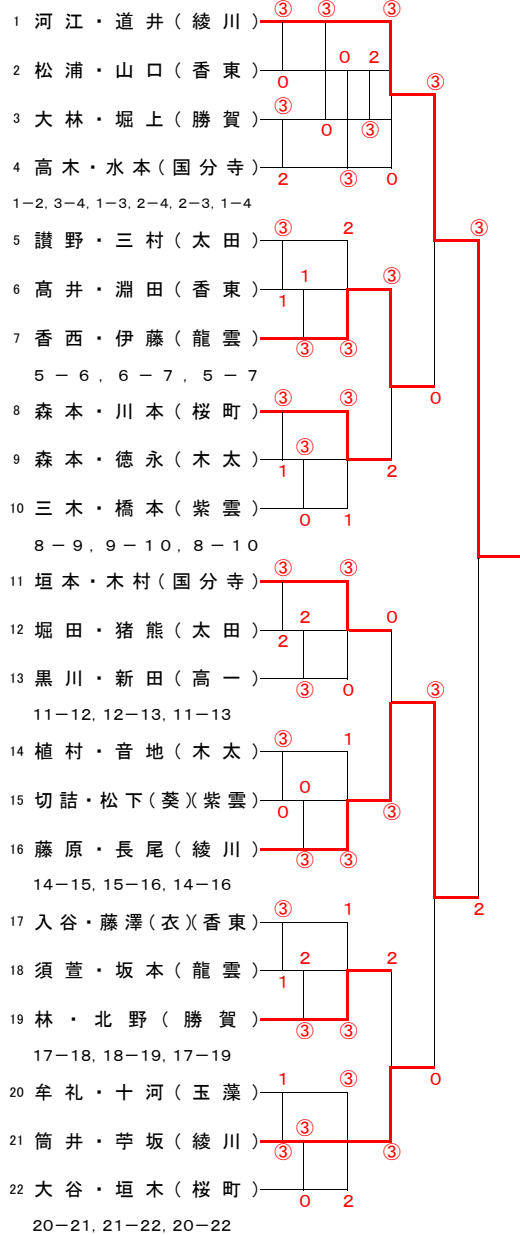 ③ ③ ③
1 河江・道井(綾川)
0 2
2 松浦・山口(香東)
0 ③
③
3 大林・堀上(勝賀)
0 ③
4 高木・水本(国分寺)
2 ③ 0
1-2, 3-4, 1-3, 2-4, 2-3, 1-4
③ 2 ③
5 讃野・三村(太田)
1 ③
6 髙井・淵田(香東)
1
7 香西・伊藤(龍雲)
③ ③
5-6, 6-7, 5-7
③ ③ 0
8 森本・川本(桜町)
③
9 森本・徳永(木太)
1 2
10 三木・橋本(紫雲)
0 1
8-9, 9-10, 8-10
③ ③
11 垣本・木村(国分寺)
2 0
12 堀田・猪熊(太田)
2
13 黒川・新田(高一)
③ 0 ③
11-12, 12-13, 11-13
③ 1
14 植村・音地(木太)
0
15 切詰・松下(葵)(紫雲)
0 ③
16 藤原・長尾(綾川)
③ ③
14-15, 15-16, 14-16
③ 1 2
17 入谷・藤澤(衣)(香東)
2 2
18 須萱・坂本(龍雲)
1
19 林・北野(勝賀)
③ ③
17-18, 18-19, 17-19
1 ③ 0
20 牟礼・十河(玉藻)
③
21 筒井・苧坂(綾川)
③ ③
22 大谷・垣木(桜町)
0 2
20-21, 21-22, 20-22